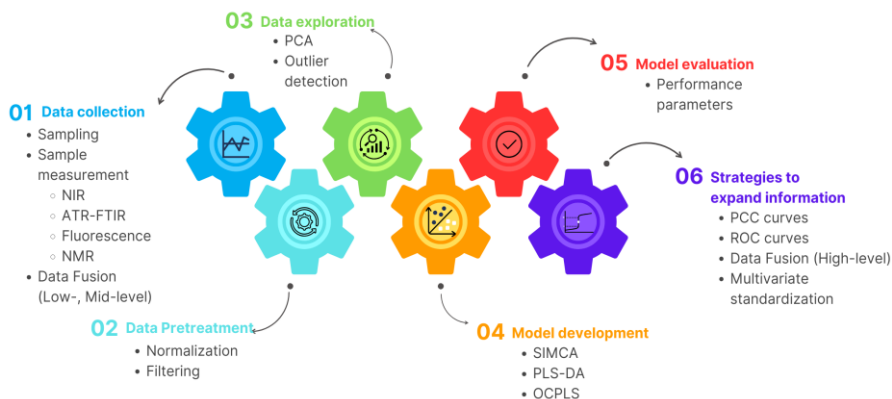 01 Data collection
• Sampling
• Sample
measurement
○ NIR
○ ATR-FTIR
○ Fluorescence
○ NMR
• Data Fusion
(Low-, Mid-level)
02 Data Pretreatment
• Normalization
• Filtering
03 Data exploration
• PCA
• Outlier
detection
04 Model development
• SIMCA
• PLS-DA
• OCPLS
05 Model evaluation
• Performance
parameters
06 Strategies to
expand information
• PCC curves
• ROC curves
• Data Fusion (High-level)
• Multivariate
standardization